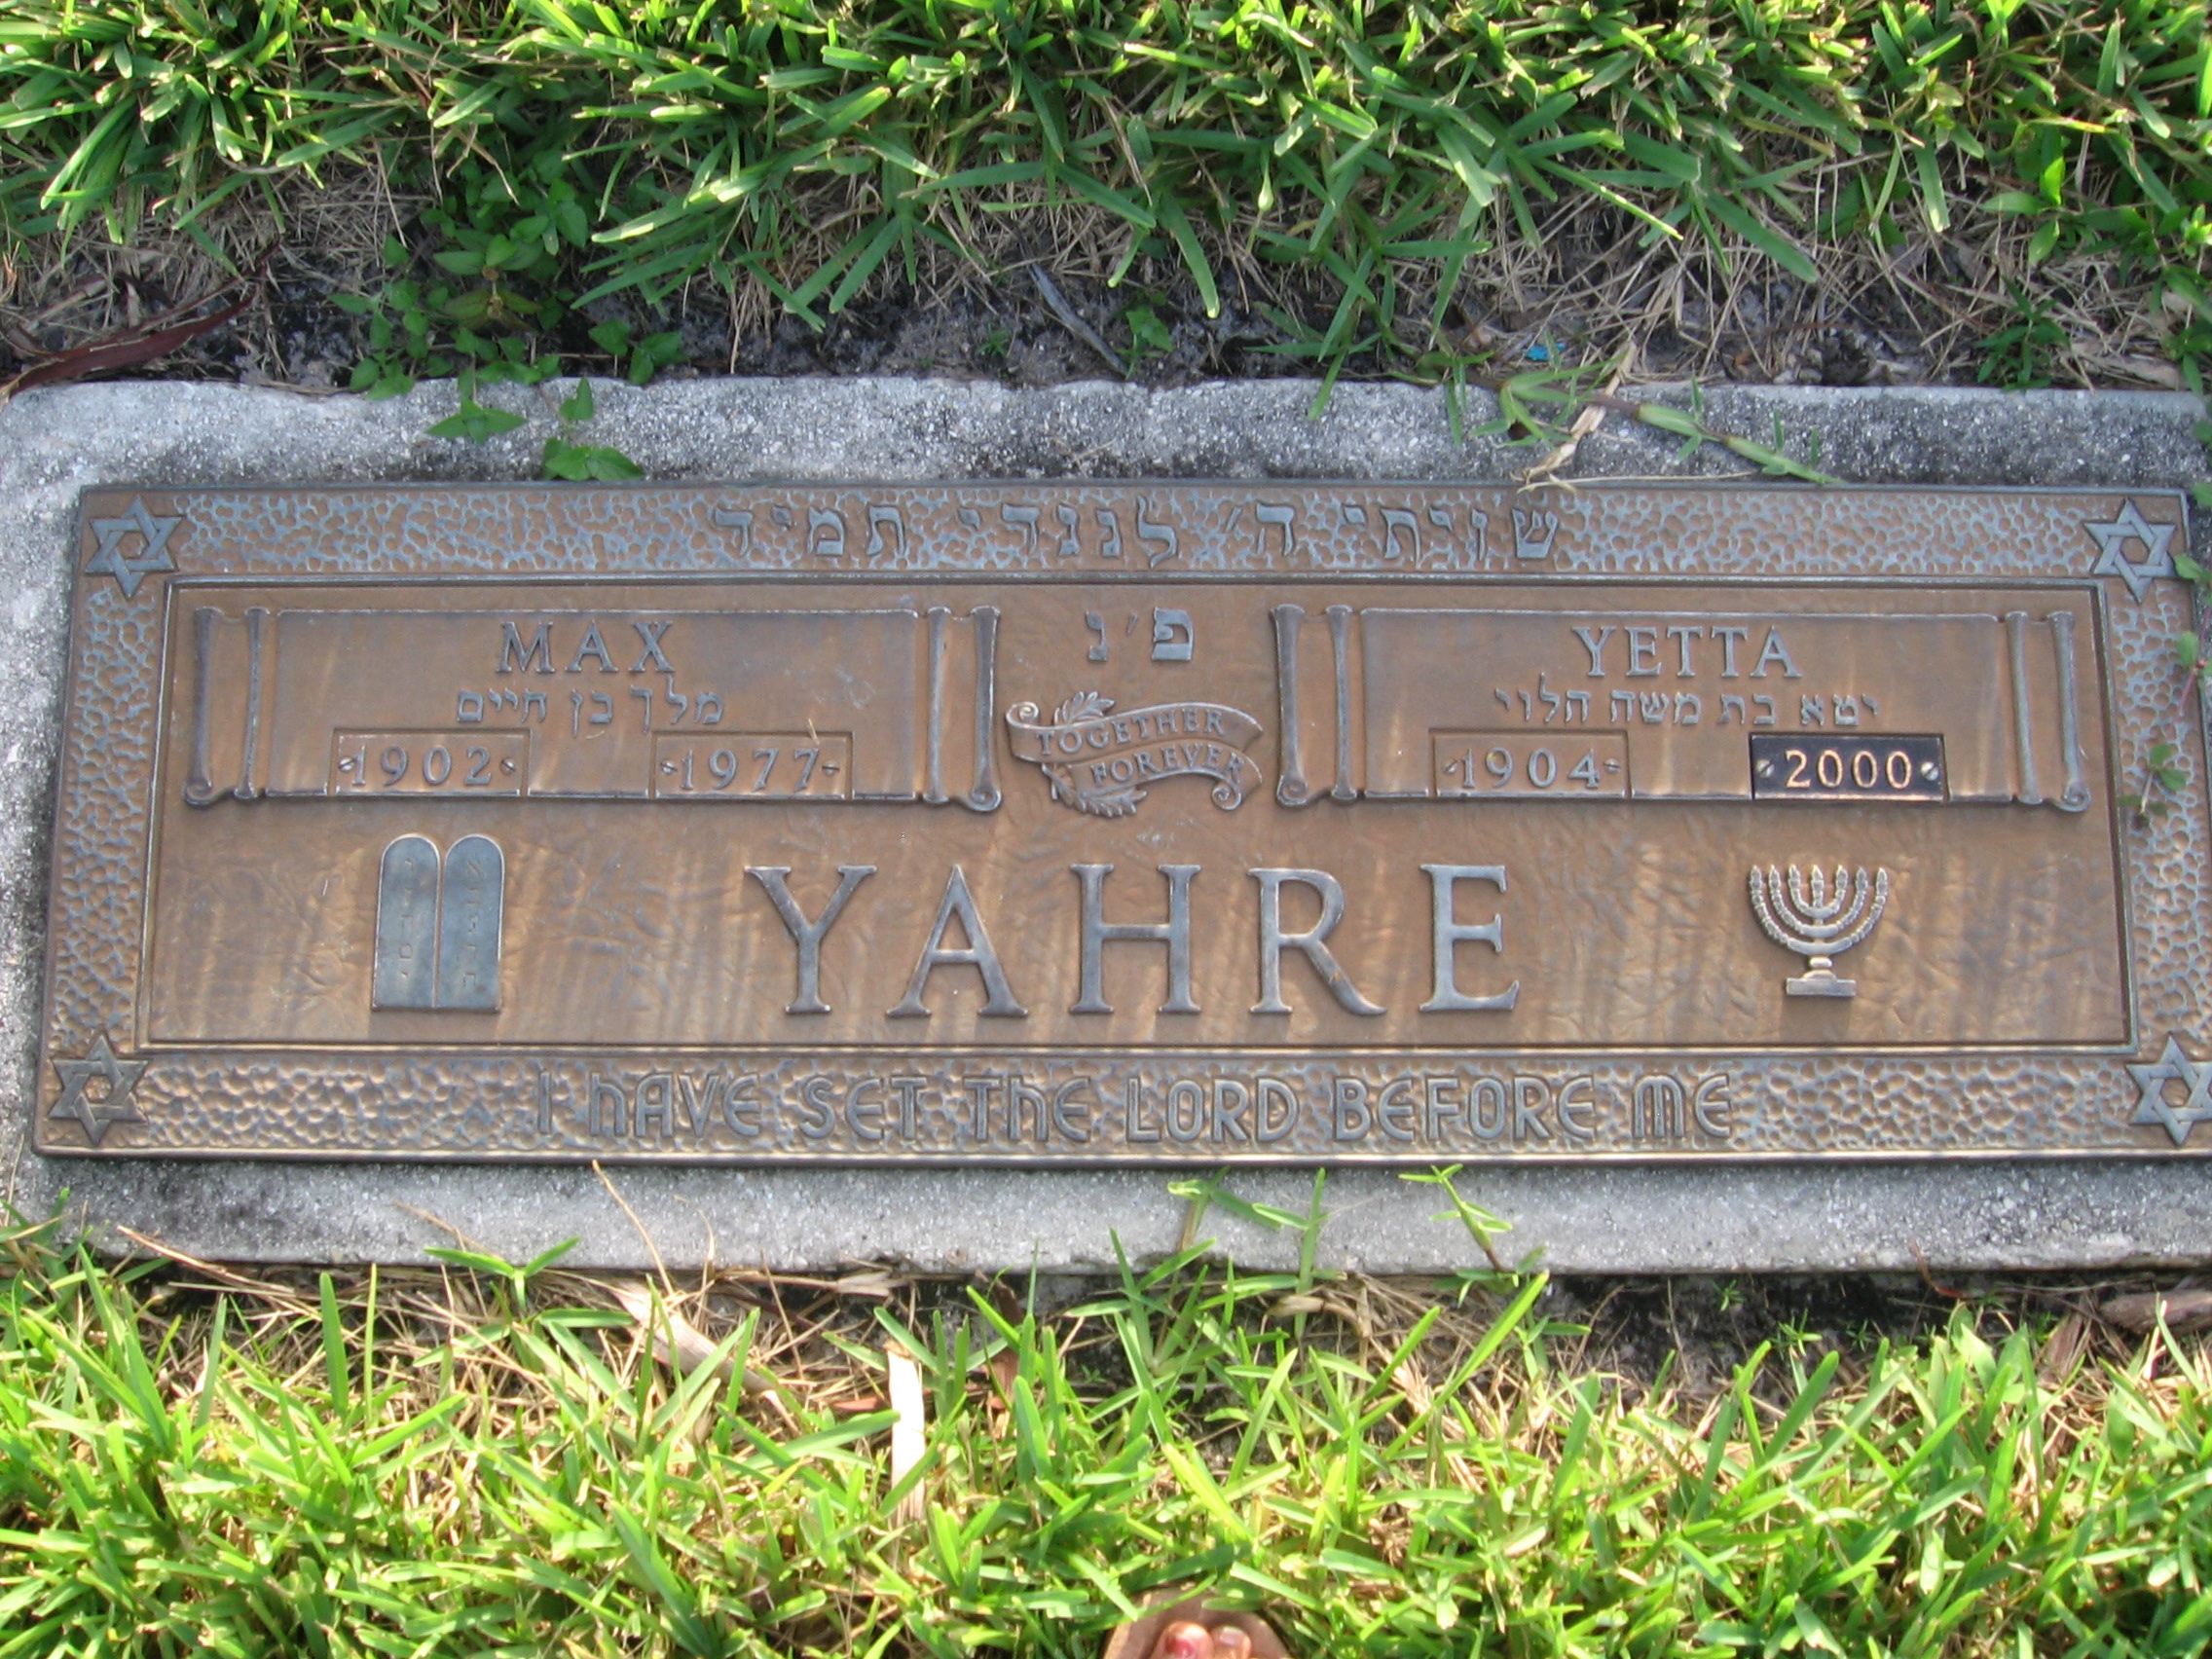 שויתי ה׳ לנגדי תמיד
MAX
מלך בן חיים
1902 1977
פ׳נ
TOGETHER
FOREVER
YETTA
יטא בת משה הלוי
1904 2000
YAHRE
I HAVE SET THE LORD BEFORE ME